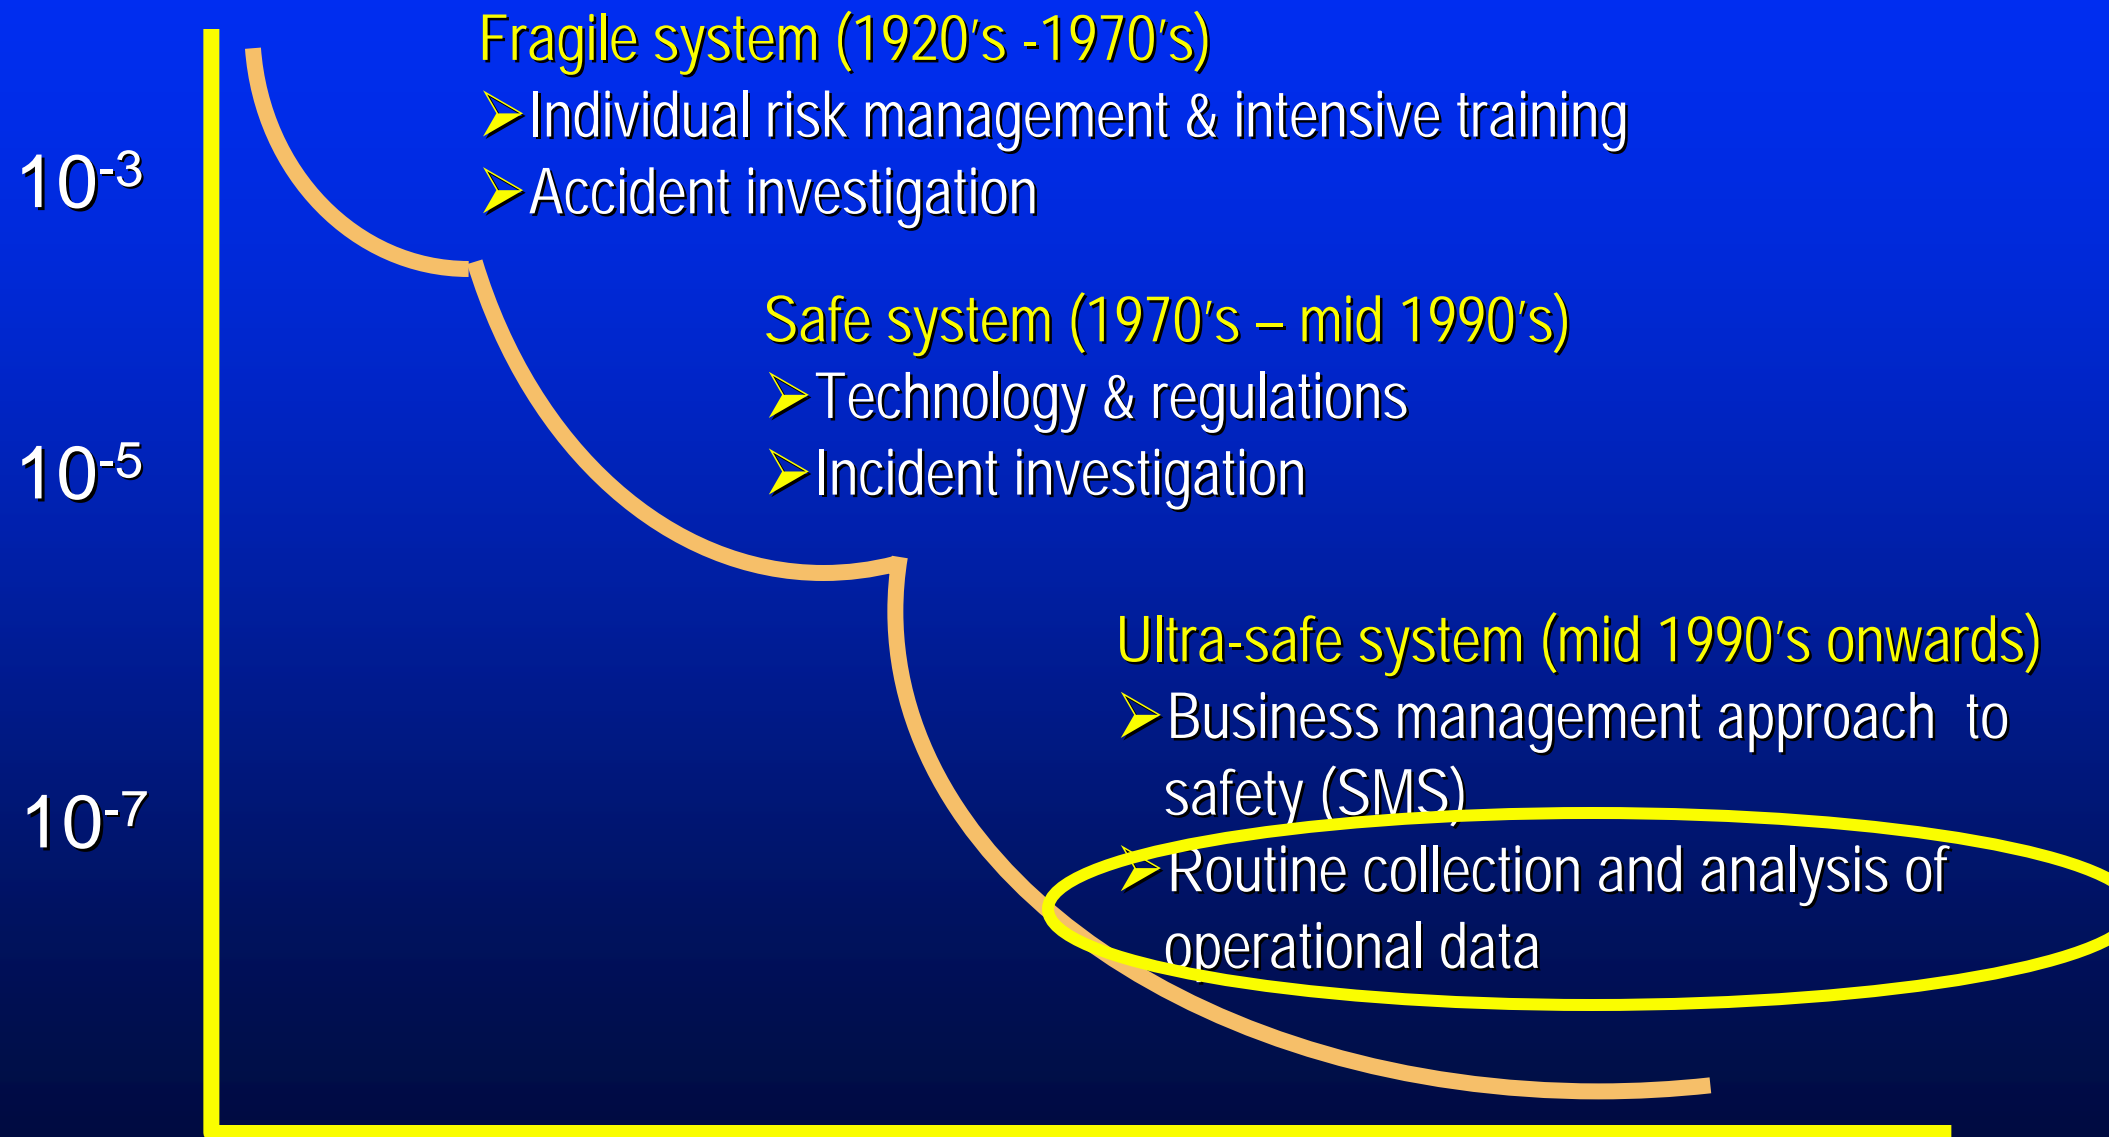 Fragile system (1920's -1970's)
➢Individual risk management & intensive training
➢Accident investigation
10⁻³
Safe system (1970's – mid 1990's)
➢Technology & regulations
➢Incident investigation
10⁻⁵
Ultra-safe system (mid 1990's onwards)
➢Business management approach to
safety (SMS)
10⁻⁷
➢Routine collection and analysis of
operational data